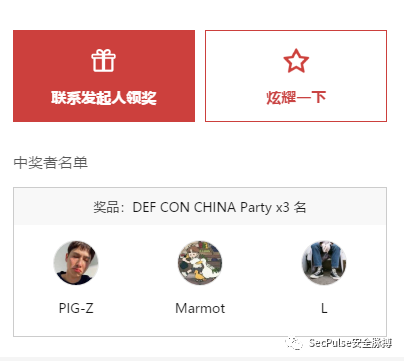 联系发起人领奖
炫耀一下
中奖者名单
奖品：DEF CON CHINA Party x3 名
PIG-Z
Marmot
L
SecPulse安全脉搏